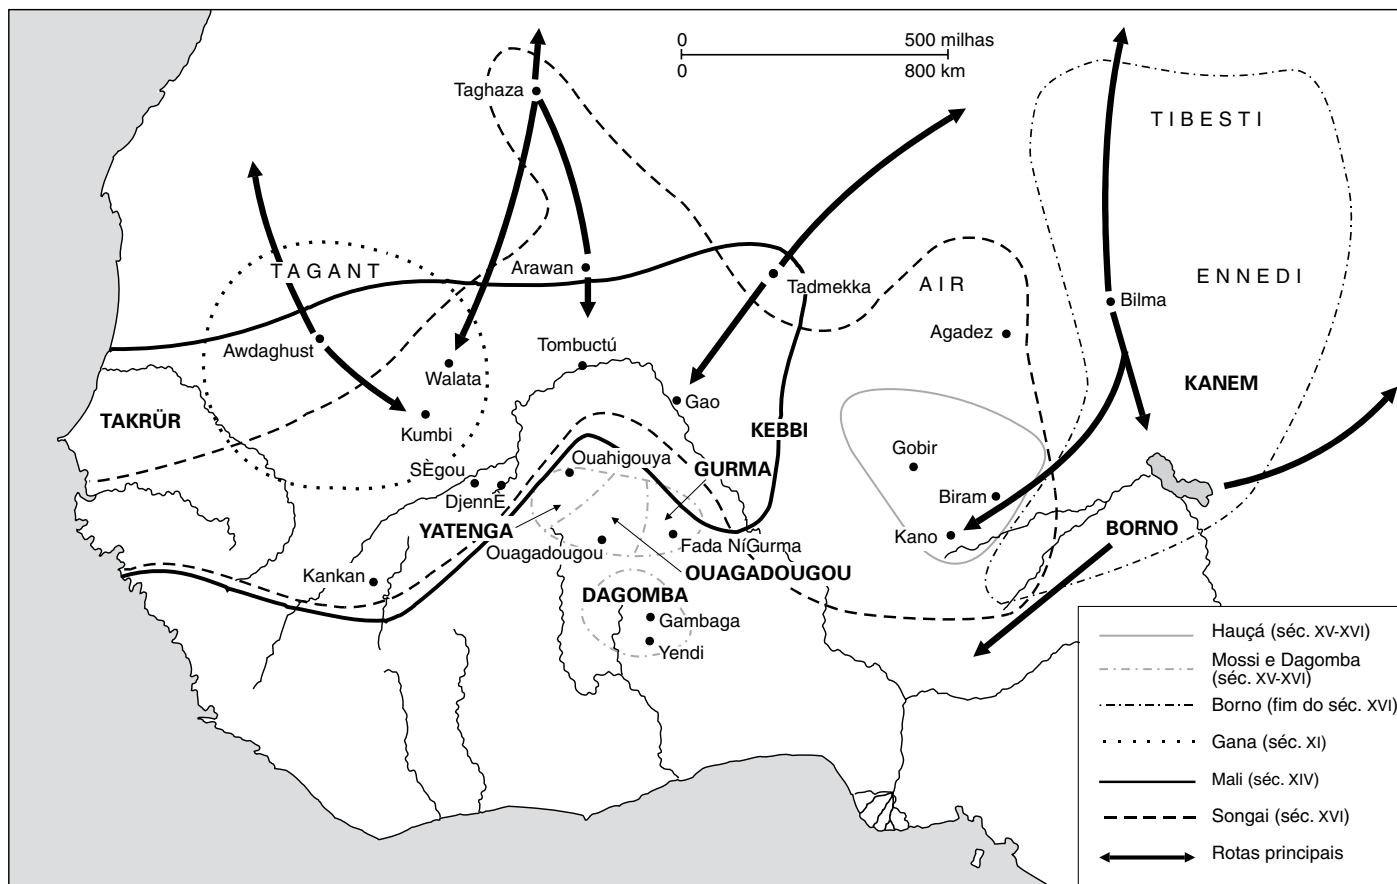 0 500 milhas
0 800 km
TIBESTI
Taghaza
TAGANT
Arawan
Tadmekka
AIR
ENNEDI
Bilma
Agadez
Awdaghust
Walata
Tombuctú
KANEM
TAKRÜR
Kumbi
Gao
KEBBI
Gobir
SÈgou
Ouahigouya
GURMA
DjennÈ
Biram
YATENGA
Kano
BORNO
Ouagadougou
Fada NíGurma
Kankan
OUAGADOUGOU
DAGOMBA
Gambaga
Yendi
Hauçá (séc. XV-XVI)
Mossi e Dagomba
(séc. XV-XVI)
Borno (fim do séc. XVI)
Gana (séc. XI)
Mali (séc. XIV)
Songai (séc. XVI)
Rotas principais